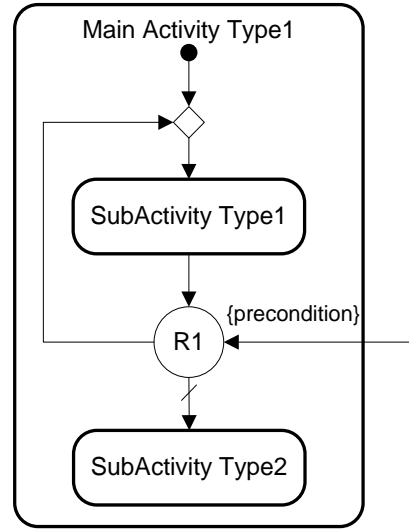 Main Activity Type1
SubActivity Type1
{precondition}
R1
SubActivity Type2